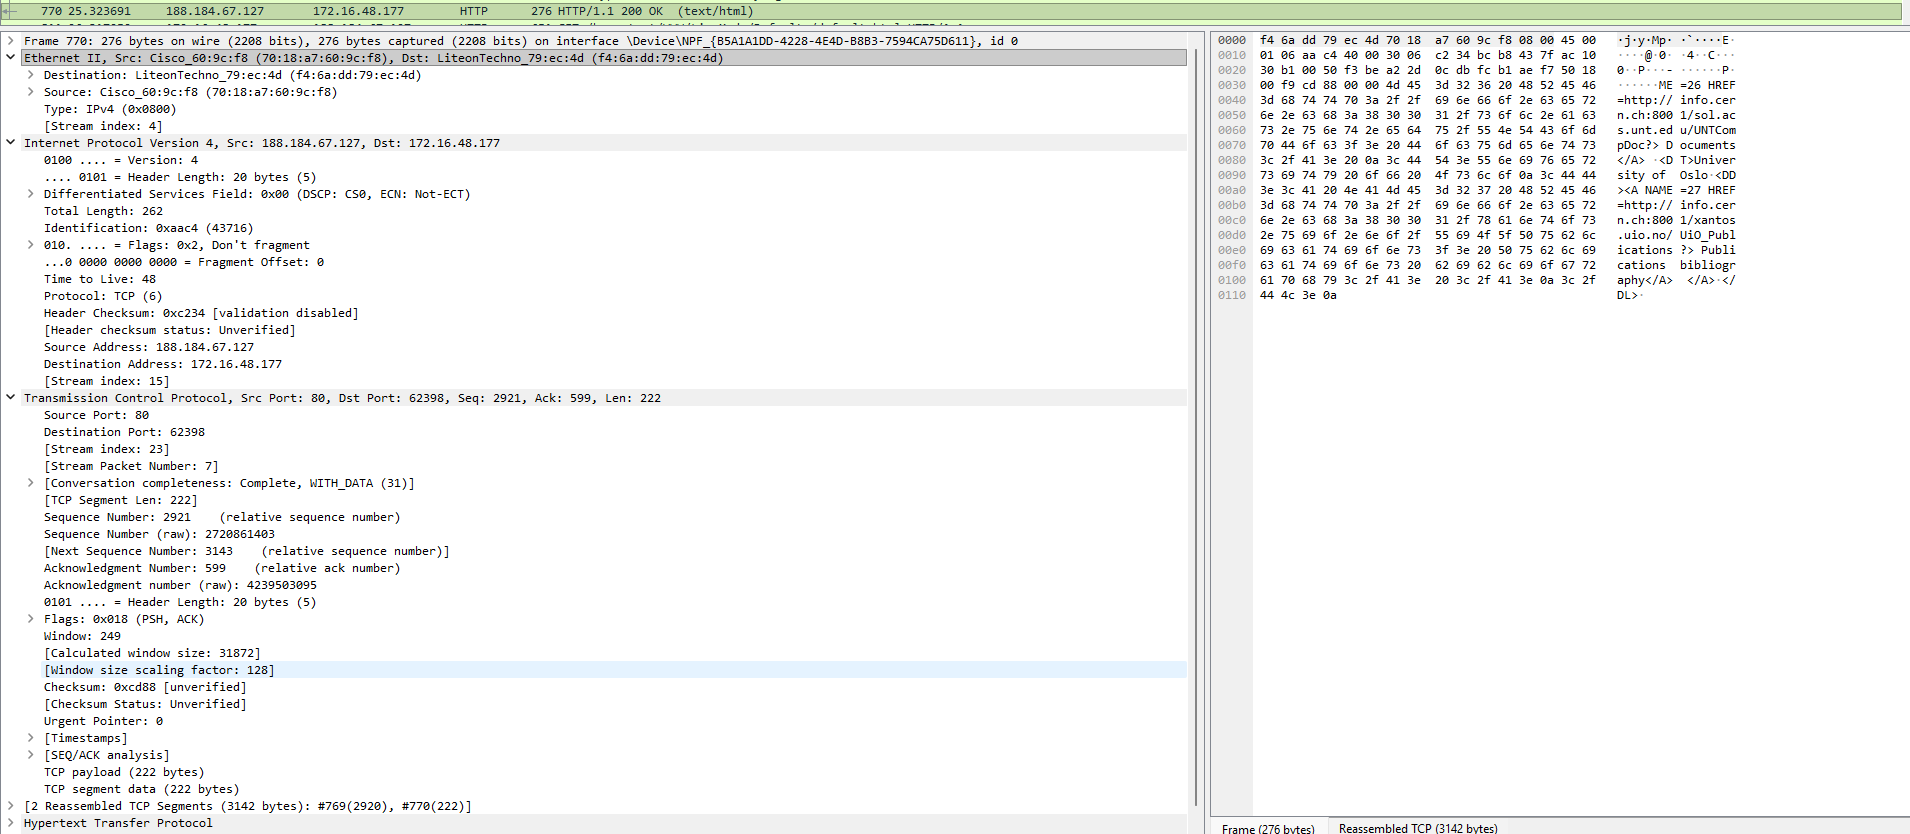 770 25.323691 188.184.67.127 172.16.48.177 HTTP 276 HTTP/1.1 200 OK (text/html)
Frame 770: 276 bytes on wire (2208 bits), 276 bytes captured (2208 bits) on interface \Device\NPF_{B5A1A1DD-4228-4E4D-B8B3-7594CA75D611}, id 0
Ethernet II, Src: Cisco_60:9c:f8 (70:18:a7:60:9c:f8), Dst: LiteonTechno_79:ec:4d (f4:6a:dd:79:ec:4d)
Destination: LiteonTechno_79:ec:4d (f4:6a:dd:79:ec:4d)
Source: Cisco_60:9c:f8 (70:18:a7:60:9c:f8)
Type: IPv4 (0x0800)
[Stream index: 4]
Internet Protocol Version 4, Src: 188.184.67.127, Dst: 172.16.48.177
0100 .... = Version: 4
.... 0101 = Header Length: 20 bytes (5)
Differentiated Services Field: 0x00 (DSCP: CS0, ECN: Not-ECT)
Total Length: 262
Identification: 0xaac4 (43716)
010. .... = Flags: 0x2, Don't fragment
...0 0000 0000 0000 = Fragment Offset: 0
Time to Live: 48
Protocol: TCP (6)
Header Checksum: 0xc234 [validation disabled]
[Header checksum status: Unverified]
Source Address: 188.184.67.127
Destination Address: 172.16.48.177
[Stream index: 15]
Transmission Control Protocol, Src Port: 80, Dst Port: 62398, Seq: 2921, Ack: 599, Len: 222
Source Port: 80
Destination Port: 62398
[Stream index: 23]
[Stream Packet Number: 7]
[Conversation completeness: Complete, WITH_DATA (31)]
[TCP Segment Len: 222]
Sequence Number: 2921 (relative sequence number)
Sequence Number (raw): 2720861403
[Next Sequence Number: 3143 (relative sequence number)]
Acknowledgment Number: 599 (relative ack number)
Acknowledgment number (raw): 4239503095
0101 .... = Header Length: 20 bytes (5)
Flags: 0x018 (PSH, ACK)
Window: 249
[Calculated window size: 31872]
[Window size scaling factor: 128]
Checksum: 0xcd88 [unverified]
[Checksum Status: Unverified]
Urgent Pointer: 0
[Timestamps]
[SEQ/ACK analysis]
TCP payload (222 bytes)
TCP segment data (222 bytes)
[2 Reassembled TCP Segments (3142 bytes): #769(2920), #770(222)]
Hypertext Transfer Protocol
0000 f4 6a dd 79 ec 4d 70 18 a7 60 9c f8 08 00 45 00 ·j·y·Mp· ·`····E·
0010 01 06 aa c4 40 00 30 06 c2 34 bc b8 43 7f ac 10 ····@·0· ·4··C···
0020 30 b1 00 50 f3 be a2 2d 0c db fc b1 ae f7 50 18 0··P···- ······P·
0030 00 f9 cd 88 00 00 4d 45 3d 32 36 20 48 52 45 46 ······ME =26 HREF
0040 3d 68 74 74 70 3a 2f 2f 69 6e 66 6f 2e 63 65 72 =http:// info.cer
0050 6e 2e 63 68 3a 38 30 30 31 2f 73 6f 6c 2e 61 63 n.ch:800 1/sol.ac
0060 73 2e 75 6e 74 2e 65 64 75 2f 55 4e 54 43 6f 6d s.unt.ed u/UNTCom
0070 70 44 6f 63 3f 3e 20 44 6f 63 75 6d 65 6e 74 73 pDoc?> D ocuments
0080 3c 2f 41 3e 20 0a 3c 44 54 3e 55 6e 69 76 65 72 </A> ·<D T>Univer
0090 73 69 74 79 20 6f 66 20 4f 73 6c 6f 0a 3c 44 44 sity of Oslo·<DD
00a0 3e 3c 41 20 4e 41 4d 45 3d 32 37 20 48 52 45 46 ><A NAME =27 HREF
00b0 3d 68 74 74 70 3a 2f 2f 69 6e 66 6f 2e 63 65 72 =http:// info.cer
00c0 6e 2e 63 68 3a 38 30 30 31 2f 78 61 6e 74 6f 73 n.ch:800 1/xantos
00d0 2e 75 69 6f 2e 6e 6f 2f 55 69 4f 5f 50 75 62 6c .uio.no/ UiO_Publ
00e0 69 63 61 74 69 6f 6e 73 3f 3e 20 50 75 62 6c 69 ications ?> Publi
00f0 63 61 74 69 6f 6e 73 20 62 69 62 6c 69 6f 67 72 cations bibliogr
0100 61 70 68 79 3c 2f 41 3e 20 3c 2f 41 3e 0a 3c 2f aphy</A> </A>·</
0110 44 4c 3e 0a DL>·
Frame (276 bytes) Reassembled TCP (3142 bytes)